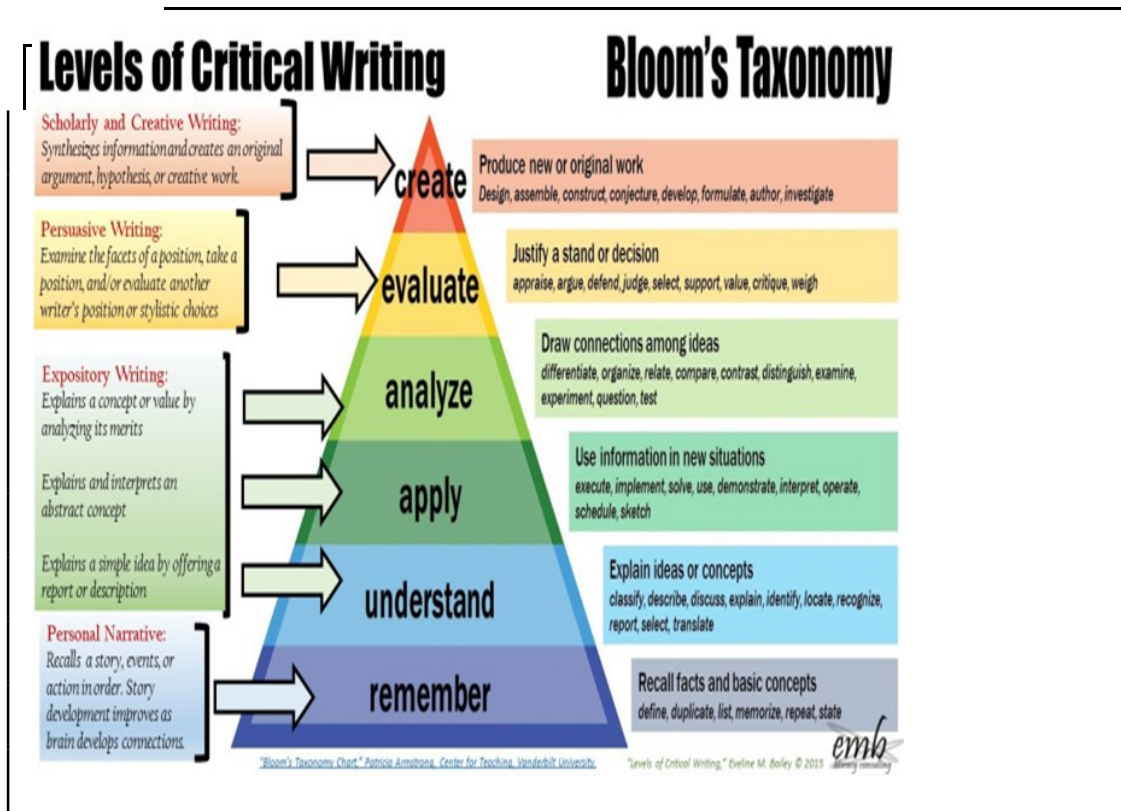 Levels of Critical Writing
Bloom's Taxonomy
Scholarly and Creative Writing:
Synthesizes information and creates an original
argument, hypothesis, or creative work.
create
Produce new or original work
Design, assemble, construct, conjecture, develop, formulate, author, investigate
Persuasive Writing:
Examine the facets of a position, take a
position, and/or evaluate another
writer's position or stylistic choices
evaluate
Justify a stand or decision
appraise, argue, defend, judge, select, support, value, critique, weigh
Expository Writing:
Explains a concept or value by
analyzing its merits
Explains and interprets an
abstract concept
Explains a simple idea by offering a
report or description
analyze
Draw connections among ideas
differentiate, organize, relate, compare, contrast, distinguish, examine,
experiment, question, test
apply
Use information in new situations
execute, implement, solve, use, demonstrate, interpret, operate,
schedule, sketch
understand
Explain ideas or concepts
classify, describe, discuss, explain, identify, locate, recognize,
report, select, translate
Personal Narrative:
Recalls a story, events, or
action in order. Story
development improves as
brain develops connections.
remember
Recall facts and basic concepts
define, duplicate, list, memorize, repeat, state
"Bloom's Taxonomy Chart," Patricia Armstrong, Center for Teaching, Vanderbilt University.
"Levels of Critical Writing," Eveline M. Bailey © 2015
emb
literacy consulting